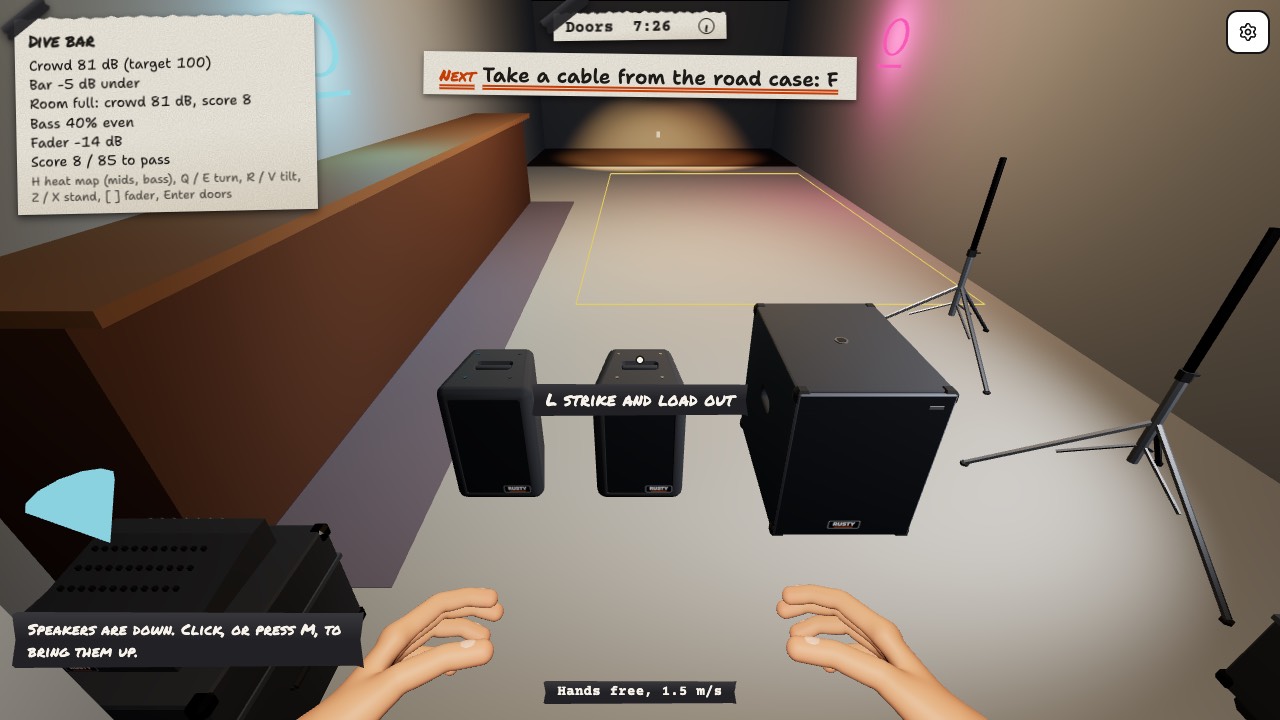 DIVE BAR
Crowd 81 dB (target 100)
Bar -5 dB under
Room full: crowd 81 dB, score 8
Bass 40% even
Fader -14 dB
Score 8 / 85 to pass
H heat map (mids, bass), Q / E turn, R / V tilt,
Z / X stand, [ ] fader, Enter doors
Doors 7:26
NEXT Take a cable from the road case: F
L STRIKE AND LOAD OUT
RUSTY
RUSTY
RUSTY
SPEAKERS ARE DOWN. CLICK, OR PRESS M, TO
BRING THEM UP.
Hands free, 1.5 m/s